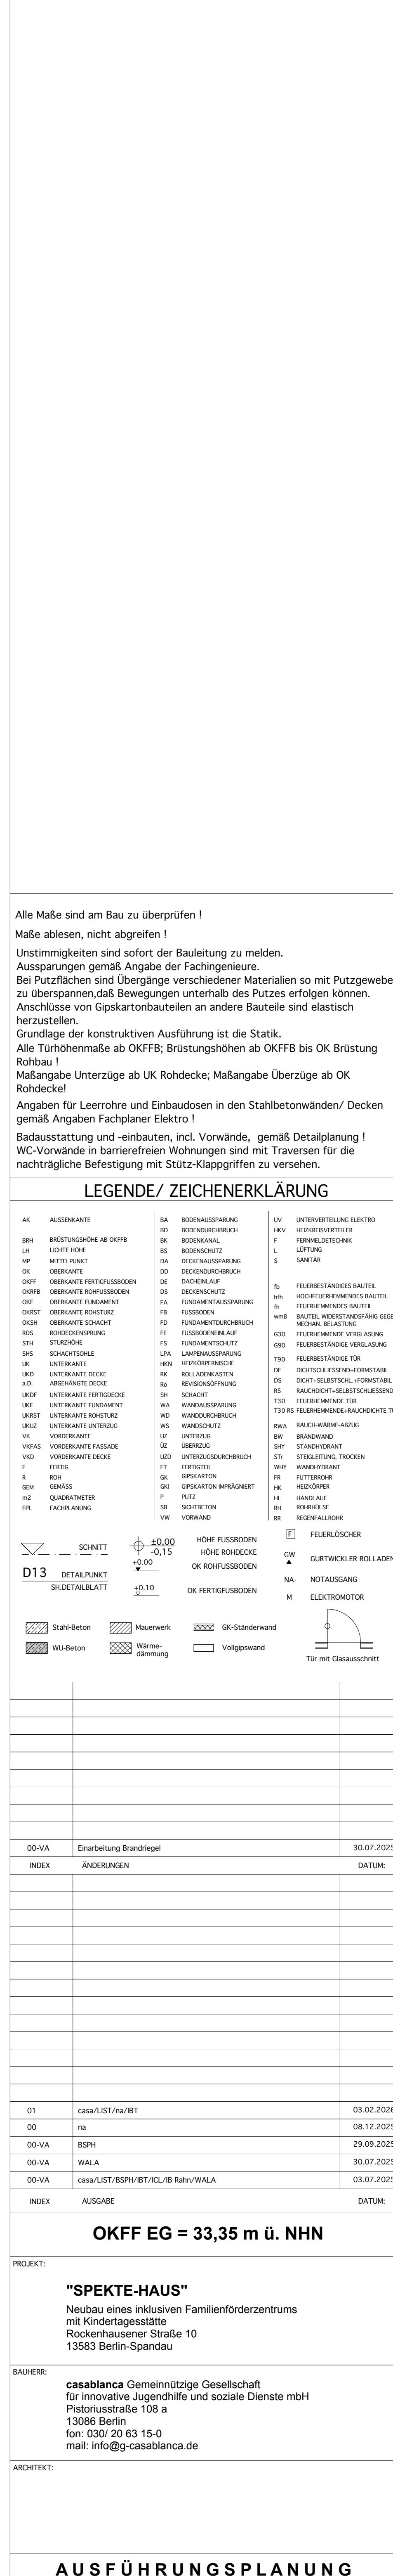 Alle Maße sind am Bau zu überprüfen !
Maße ablesen, nicht abgreifen !
Unstimmigkeiten sind sofort der Bauleitung zu melden.
Aussparungen gemäß Angabe der Fachingenieure.
Bei Putzflächen sind Übergänge verschiedener Materialien so mit Putzgewebe
zu überspannen,daß Bewegungen unterhalb des Putzes erfolgen können.
Anschlüsse von Gipskartonbauteilen an andere Bauteile sind elastisch
herzustellen.
Grundlage der konstruktiven Ausführung ist die Statik.
Alle Türhöhenmaße ab OKFFB; Brüstungshöhen ab OKFFB bis OK Brüstung
Rohbau !
Maßangabe Unterzüge ab UK Rohdecke; Maßangabe Überzüge ab OK
Rohdecke!
Angaben für Leerrohre und Einbaudosen in den Stahlbetonwänden/ Decken
gemäß Angaben Fachplaner Elektro !
Badausstattung und -einbauten, incl. Vorwände, gemäß Detailplanung !
WC-Vorwände in barrierefreien Wohnungen sind mit Traversen für die
nachträgliche Befestigung mit Stütz-Klappgriffen zu versehen.
LEGENDE/ ZEICHENERKLÄRUNG
AK AUSSENKANTE
BRH BRÜSTUNGSHÖHE AB OKFFB
LH LICHTE HÖHE
MP MITTELPUNKT
OK OBERKANTE
OKFF OBERKANTE FERTIGFUSSBODEN
OKRFB OBERKANTE ROHFUSSBODEN
OKF OBERKANTE FUNDAMENT
OKRST OBERKANTE ROHSTURZ
OKSH OBERKANTE SCHACHT
RDS ROHDECKENSPRUNG
STH STURZHÖHE
SHS SCHACHTSOHLE
UK UNTERKANTE
UKD UNTERKANTE DECKE
a.D. ABGEHÄNGTE DECKE
UKDF UNTERKANTE FERTIGDECKE
UKF UNTERKANTE FUNDAMENT
UKRST UNTERKANTE ROHSTURZ
UKUZ UNTERKANTE UNTERZUG
VK VORDERKANTE
VKFAS VORDERKANTE FASSADE
VKD VORDERKANTE DECKE
F FERTIG
R ROH
GEM GEMÄSS
m2 QUADRATMETER
FPL FACHPLANUNG
BA BODENAUSSPARUNG
BD BODENDURCHBRUCH
BK BODENKANAL
BS BODENSCHUTZ
DA DECKENAUSSPARUNG
DD DECKENDURCHBRUCH
DE DACHEINLAUF
DS DECKENSCHUTZ
FA FUNDAMENTAUSSPARUNG
FB FUSSBODEN
FD FUNDAMENTDURCHBRUCH
FE FUSSBODENEINLAUF
FS FUNDAMENTSCHUTZ
LPA LAMPENAUSSPARUNG
HKN HEIZKÖRPERNISCHE
RK ROLLADENKASTEN
Rö REVISIONSÖFFNUNG
SH SCHACHT
WA WANDAUSSPARUNG
WD WANDDURCHBRUCH
WS WANDSCHUTZ
UZ UNTERZUG
ÜZ ÜBERRZUG
UZD UNTERZUGSDURCHBRUCH
FT FERTIGTEIL
GK GIPSKARTON
GKI GIPSKARTON IMPRÄGNIERT
P PUTZ
SB SICHTBETON
VW VORWAND
UV UNTERVERTEILUNG ELEKTRO
HKV HEIZKREISVERTEILER
F FERNMELDETECHNIK
L LÜFTUNG
S SANITÄR
fb FEUERBESTÄNDIGES BAUTEIL
hfh HOCHFEUERHEMMENDES BAUTEIL
fh FEUERHEMMENDES BAUTEIL
wmB BAUTEIL WIDERSTANDSFÄHIG GEGE
MECHAN. BELASTUNG
G30 FEUERHEMMENDE VERGLASUNG
G90 FEUERBESTÄNDIGE VERGLASUNG
T90 FEUERBESTÄNDIGE TÜR
DF DICHTSCHLIESSEND+FORMSTABIL
DS DICHT+SELBSTSCHL.+FORMSTABIL
RS RAUCHDICHT+SELBSTSCHLIESSEND
T30 FEUERHEMMENDE TÜR
T30 RS FEUERHEMMENDE+RAUCHDICHTE T
RWA RAUCH-WÄRME-ABZUG
BW BRANDWAND
SHY STANDHYDRANT
STr STEIGLEITUNG, TROCKEN
WHY WANDHYDRANT
FR FUTTERROHR
HK HEIZKÖRPER
HL HANDLAUF
RH ROHRHÜLSE
RR REGENFALLROHR
SCHNITT
D13 DETAILPUNKT
SH.DETAILBLATT
±0,00 HÖHE FUSSBODEN
-0,15 HÖHE ROHDECKE
+0.00 OK ROHFUSSBODEN
+0,10 OK FERTIGFUSBODEN
F FEUERLÖSCHER
GW GURTWICKLER ROLLADEN
NA NOTAUSGANG
M ELEKTROMOTOR
Stahl-Beton
Mauerwerk
GK-Ständerwand
WU-Beton
Wärme-
dämmung
Vollgipswand
Tür mit Glasausschnitt
00-VA Einarbeitung Brandriegel 30.07.2025
INDEX ÄNDERUNGEN DATUM:
01 casa/LIST/na/IBT 03.02.2026
00 na 08.12.2025
00-VA BSPH 29.09.2025
00-VA WALA 30.07.2025
00-VA casa/LIST/BSPH/IBT/ICL/IB Rahn/WALA 03.07.2025
INDEX AUSGABE DATUM:
OKFF EG = 33,35 m ü. NHN
PROJEKT:
"SPEKTE-HAUS"
Neubau eines inklusiven Familienförderzentrums
mit Kindertagesstätte
Rockenhausener Straße 10
13583 Berlin-Spandau
BAUHERR:
casablanca Gemeinnützige Gesellschaft
für innovative Jugendhilfe und soziale Dienste mbH
Pistoriusstraße 108 a
13086 Berlin
fon: 030/ 20 63 15-0
mail: info@g-casablanca.de
ARCHITEKT:
AUSFÜHRUNGSPLANUNG